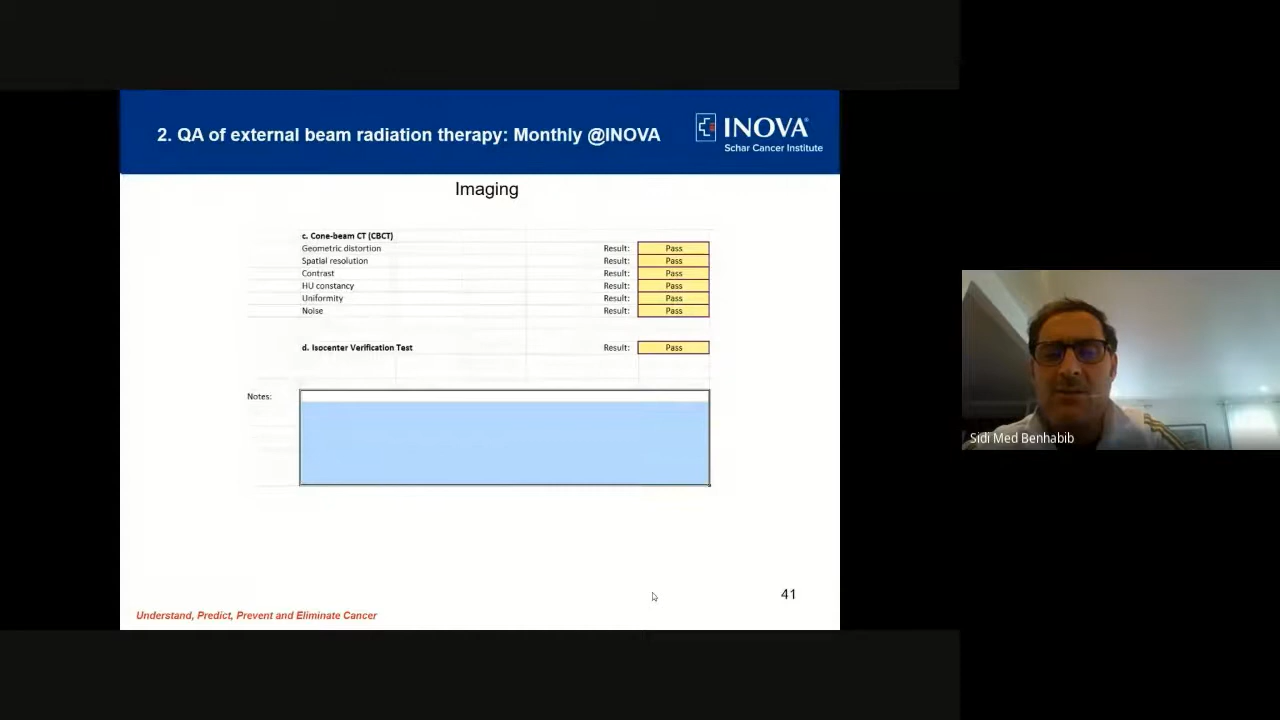 2. QA of external beam radiation therapy: Monthly @INOVA
INOVA®
Schar Cancer Institute
Imaging
c. Cone-beam CT (CBCT)
Geometric distortion Result: Pass
Spatial resolution Result: Pass
Contrast Result: Pass
HU constancy Result: Pass
Uniformity Result: Pass
Noise Result: Pass
d. Isocenter Verification Test Result: Pass
Notes:
41
Understand, Predict, Prevent and Eliminate Cancer
Sidi Med Benhabib